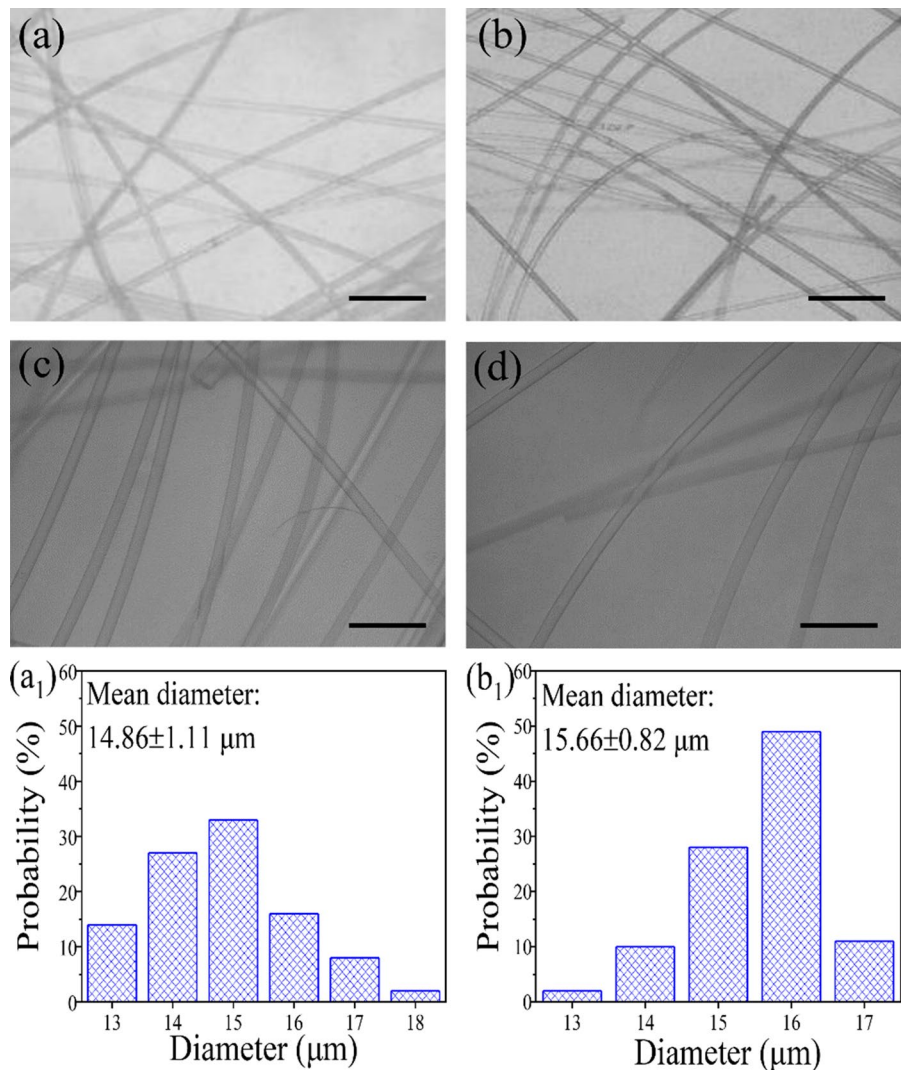 (a)
(b)
(c)
(d)
(a1)
Mean diameter:
14.86±1.11 μm
Probability (%)
60
50
40
30
20
10
0
13 14 15 16 17 18
Diameter (μm)
(b1)
Mean diameter:
15.66±0.82 μm
Probability (%)
60
50
40
30
20
10
0
13 14 15 16 17
Diameter (μm)